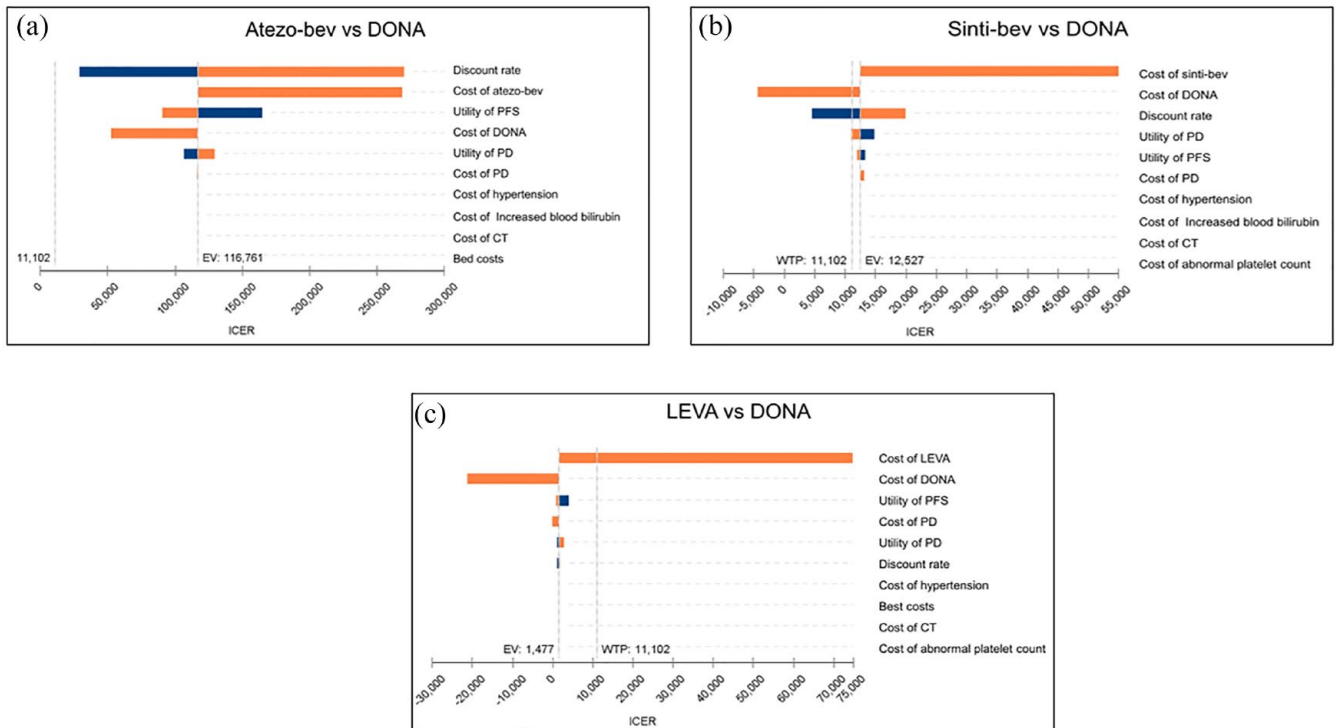 (a)
Atezo-bev vs DONA
Discount rate
Cost of atezo-bev
Utility of PFS
Cost of DONA
Utility of PD
Cost of PD
Cost of hypertension
Cost of Increased blood bilirubin
Cost of CT
Bed costs
11,102
EV: 116,761
0
50,000
100,000
150,000
200,000
250,000
300,000
ICER
(b)
Sinti-bev vs DONA
Cost of sinti-bev
Cost of DONA
Discount rate
Utility of PD
Utility of PFS
Cost of PD
Cost of hypertension
Cost of Increased blood bilirubin
Cost of CT
Cost of abnormal platelet count
WTP: 11,102
EV: 12,527
-10,000
-5,000
0
5,000
10,000
15,000
20,000
25,000
30,000
35,000
40,000
45,000
50,000
55,000
ICER
(c)
LEVA vs DONA
Cost of LEVA
Cost of DONA
Utility of PFS
Cost of PD
Utility of PD
Discount rate
Cost of hypertension
Best costs
Cost of CT
Cost of abnormal platelet count
EV: 1,477
WTP: 11,102
-30,000
-20,000
-10,000
0
10,000
20,000
30,000
40,000
50,000
60,000
70,000
75,000
ICER